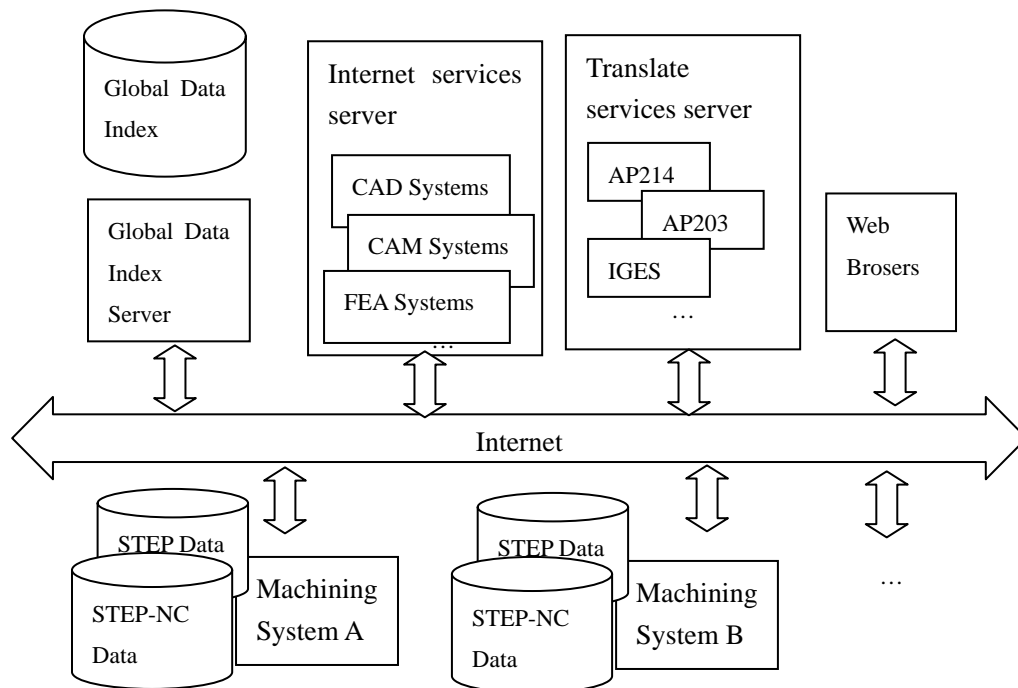 Global Data
Index
Internet services
server
CAD Systems
CAM Systems
FEA Systems
…
Translate
services server
AP214
AP203
IGES
…
Global Data
Index
Server
Web
Brosers
Internet
STEP Data
STEP-NC
Data
Machining
System A
STEP Data
STEP-NC
Data
Machining
System B
…